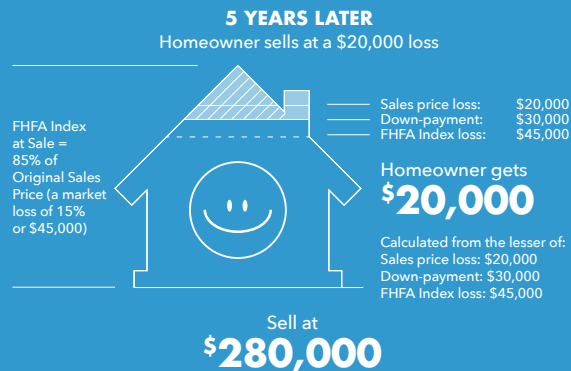 5 YEARS LATER
Homeowner sells at a $20,000 loss
FHFA Index
at Sale =
85% of
Original Sales
Price (a market
loss of 15%
or $45,000)
Sales price loss: $20,000
Down-payment: $30,000
FHFA Index loss: $45,000
Homeowner gets
$20,000
Calculated from the lesser of:
Sales price loss: $20,000
Down-payment: $30,000
FHFA Index loss: $45,000
Sell at
$280,000